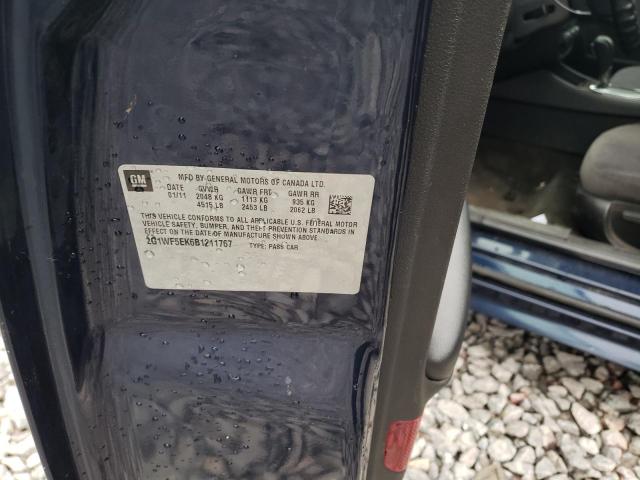 GM
MFD BY GENERAL MOTORS OF CANADA LTD.
DATE GVWR GAWR FRT GAWR RR
01/11 2048 KG 1113 KG 935 KG
4515 LB 2453 LB 2062 LB
THIS VEHICLE CONFORMS TO ALL APPLICABLE U.S. FEDERAL MOTOR
VEHICLE SAFETY, BUMPER, AND THEFT PREVENTION STANDARDS IN
EFFECT ON THE DATE OF MANUFACTURE SHOWN ABOVE.
2G1WF5EK6B1211767 TYPE: PASS CAR